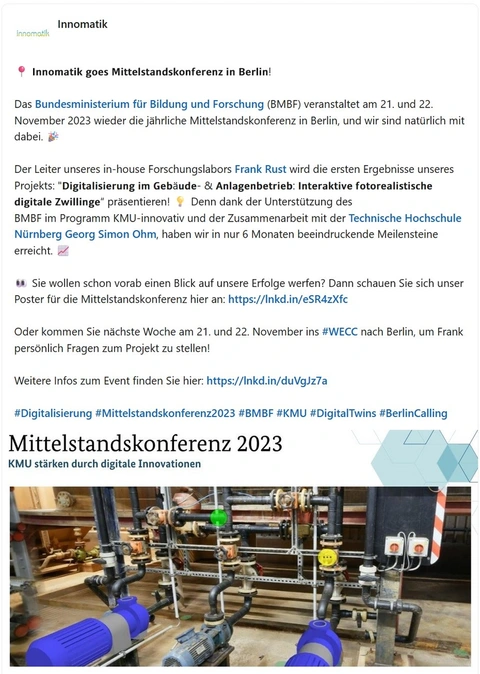 Innomatik
innomatik
📍 Innomatik goes Mittelstandskonferenz in Berlin!
Das Bundesministerium für Bildung und Forschung (BMBF) veranstaltet am 21. und 22.
November 2023 wieder die jährliche Mittelstandskonferenz in Berlin, und wir sind natürlich mit
dabei. 🎉
Der Leiter unseres in-house Forschungslabors Frank Rust wird die ersten Ergebnisse unseres
Projekts: "Digitalisierung im Gebäude- & Anlagenbetrieb: Interaktive fotorealistische
digitale Zwillinge" präsentieren! 💡 Denn dank der Unterstützung des
BMBF im Programm KMU-innovativ und der Zusammenarbeit mit der Technische Hochschule
Nürnberg Georg Simon Ohm, haben wir in nur 6 Monaten beeindruckende Meilensteine
erreicht. 📈
👀 Sie wollen schon vorab einen Blick auf unsere Erfolge werfen? Dann schauen Sie sich unser
Poster für die Mittelstandskonferenz hier an: https://lnkd.in/eSR4zXfc
Oder kommen Sie nächste Woche am 21. und 22. November ins #WECC nach Berlin, um Frank
persönlich Fragen zum Projekt zu stellen!
Weitere Infos zum Event finden Sie hier: https://lnkd.in/duVgJz7a
#Digitalisierung #Mittelstandskonferenz2023 #BMBF #KMU #DigitalTwins #BerlinCalling
Mittelstandskonferenz 2023
KMU stärken durch digitale Innovationen